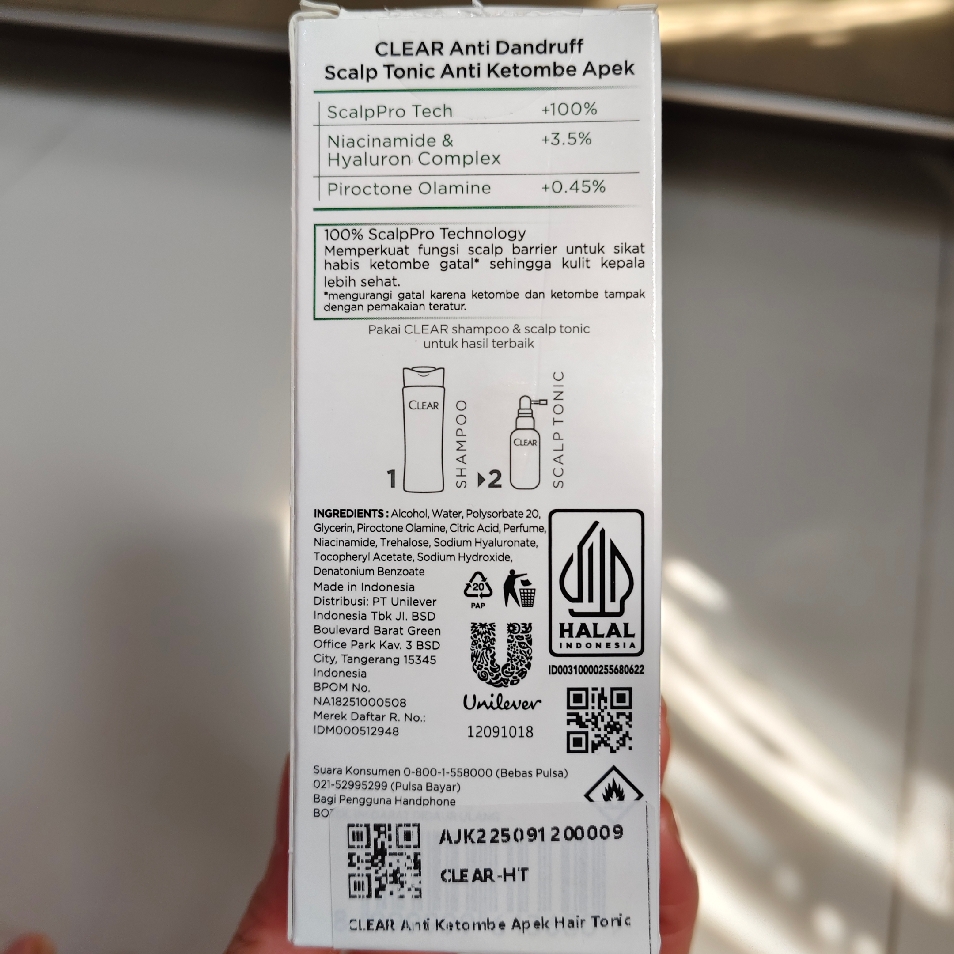 CLEAR Anti Dandruff
Scalp Tonic Anti Ketombe Apek
ScalpPro Tech +100%
Niacinamide & +3.5%
Hyaluron Complex
Piroctone Olamine +0.45%
100% ScalpPro Technology
Memperkuat fungsi scalp barrier untuk sikat
habis ketombe gatal* sehingga kulit kepala
lebih sehat.
*mengurangi gatal karena ketombe dan ketombe tampak
dengan pemakaian teratur.
Pakai CLEAR shampoo & scalp tonic
untuk hasil terbaik
CLEAR
1 SHAMPOO
CLEAR
2 SCALP TONIC
INGREDIENTS : Alcohol, Water, Polysorbate 20,
Glycerin, Piroctone Olamine, Citric Acid, Perfume,
Niacinamide, Trehalose, Sodium Hyaluronate,
Tocopheryl Acetate, Sodium Hydroxide,
Denatonium Benzoate
Made in Indonesia
Distribusi: PT Unilever
Indonesia Tbk Jl. BSD
Boulevard Barat Green
Office Park Kav. 3 BSD
City, Tangerang 15345
Indonesia
BPOM No.
NA18251000508
Merek Daftar R. No.:
IDM000512948
20
PAP
Unilever
12091018
HALAL
INDONESIA
ID00310000255680622
Suara Konsumen 0-800-1-558000 (Bebas Pulsa)
021-52995299 (Pulsa Bayar)
Bagi Pengguna Handphone
AJK225091200009
CLEAR-HT
CLEAR Anti Ketombe Apek Hair Tonic